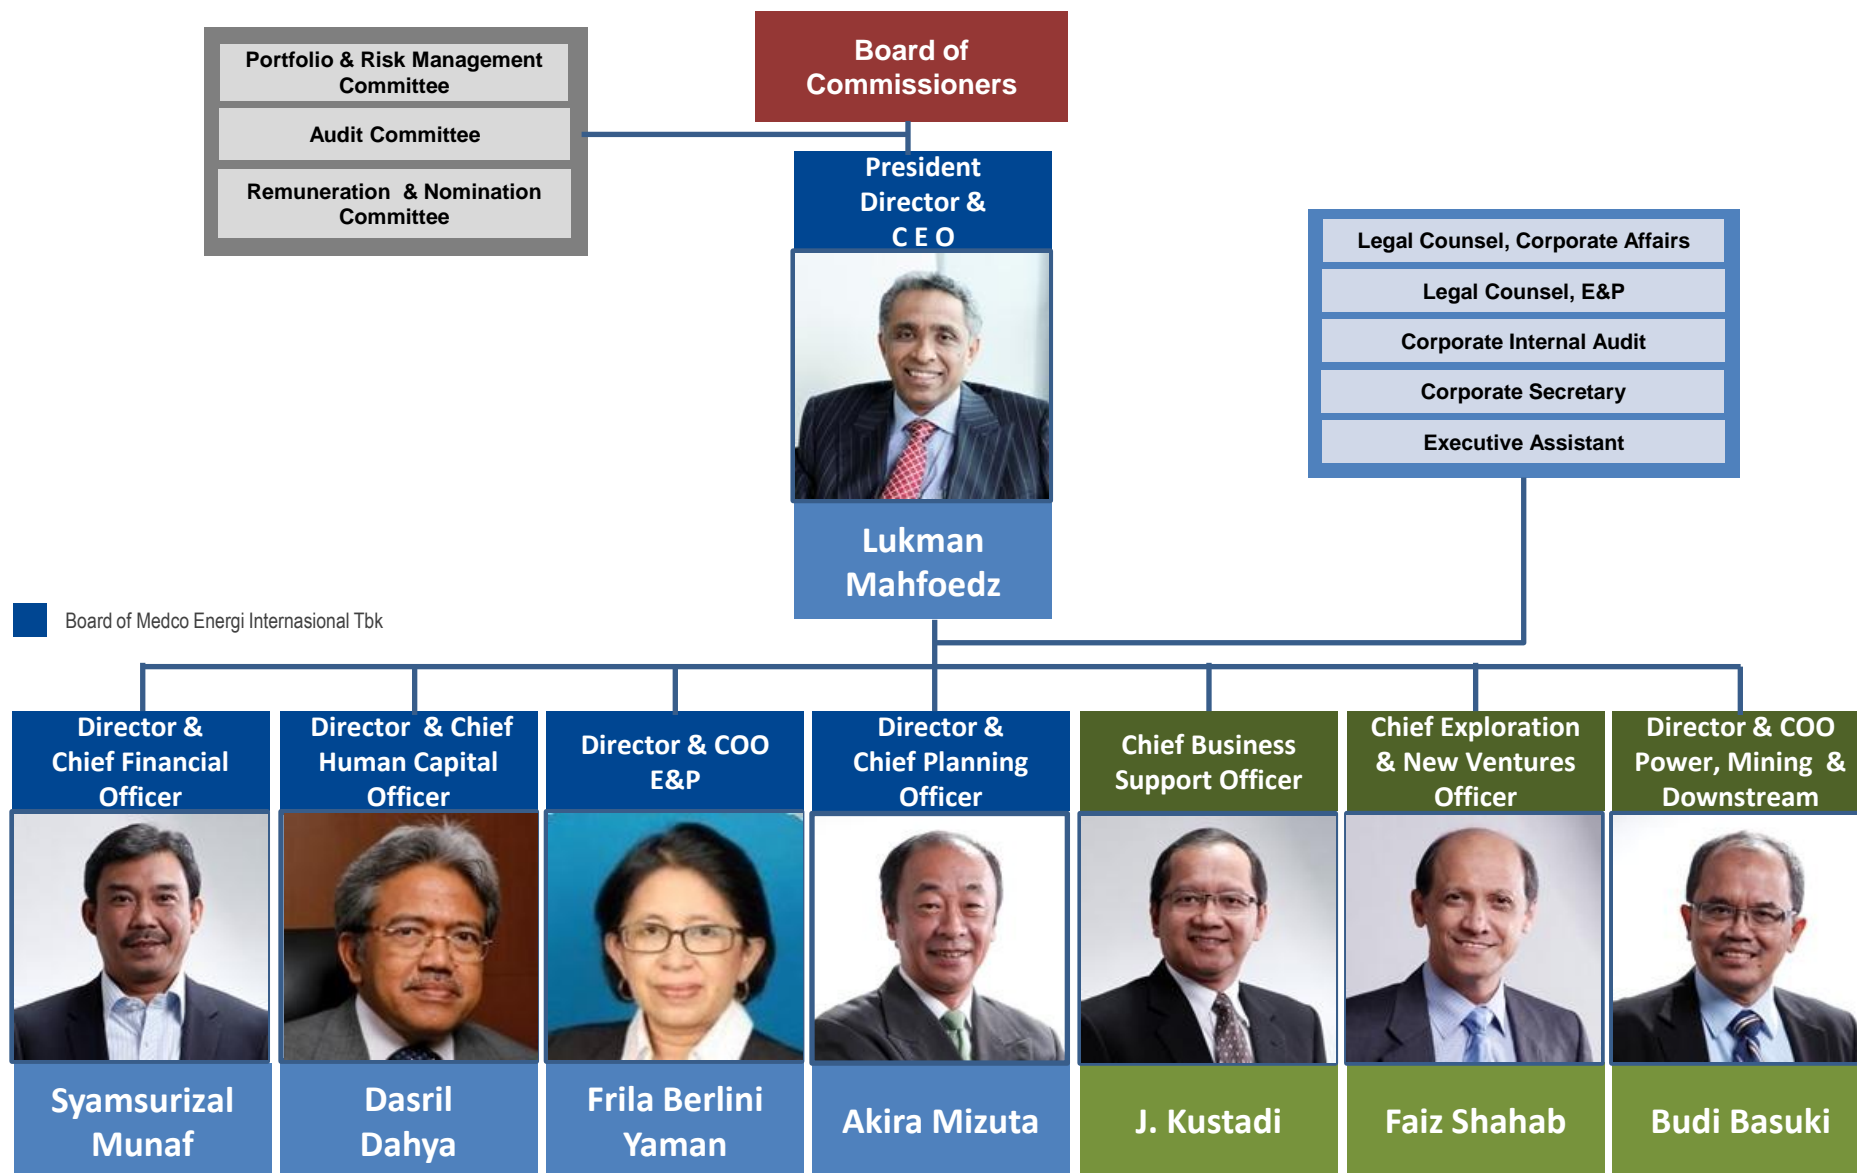 Portfolio & Risk Management
Committee
Audit Committee
Remuneration & Nomination
Committee
Board of
Commissioners
President
Director &
C E O
Lukman
Mahfoedz
Legal Counsel, Corporate Affairs
Legal Counsel, E&P
Corporate Internal Audit
Corporate Secretary
Executive Assistant
Board of Medco Energi Internasional Tbk
Director &
Chief Financial
Officer
Syamsurizal
Munaf
Director & Chief
Human Capital
Officer
Dasril
Dahya
Director & COO
E&P
Frila Berlini
Yaman
Director &
Chief Planning
Officer
Akira Mizuta
Chief Business
Support Officer
J. Kustadi
Chief Exploration
& New Ventures
Officer
Faiz Shahab
Director & COO
Power, Mining &
Downstream
Budi Basuki